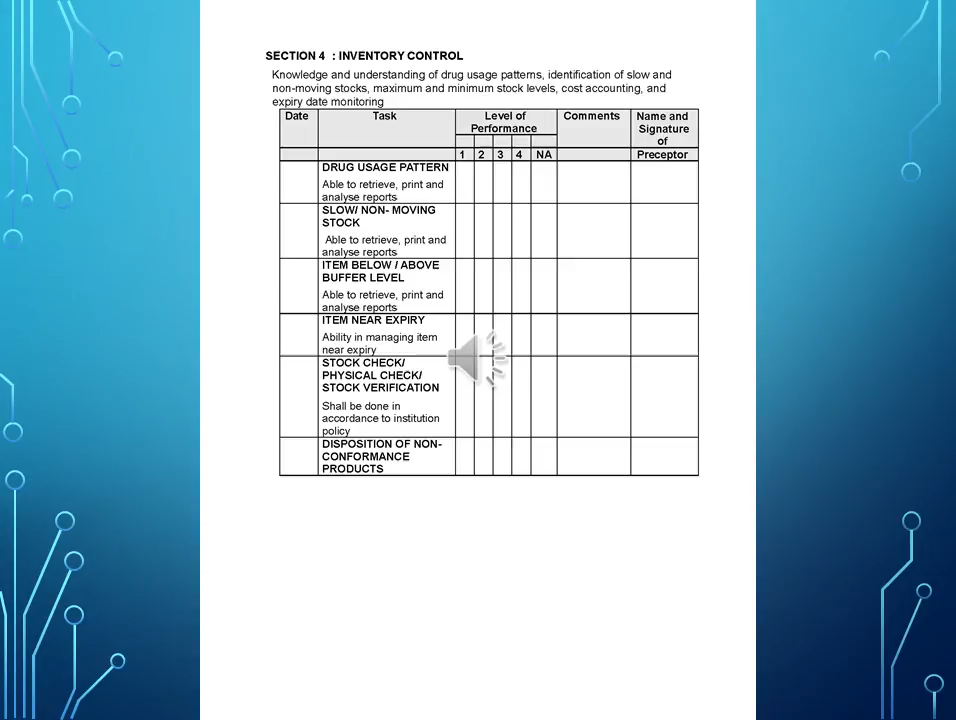 SECTION 4 : INVENTORY CONTROL
Knowledge and understanding of drug usage patterns, identification of slow and
non-moving stocks, maximum and minimum stock levels, cost accounting, and
expiry date monitoring
Date Task Level of Performance Comments Name and Signature of
1 2 3 4 NA Preceptor
DRUG USAGE PATTERN
Able to retrieve, print and
analyse reports
SLOW/ NON- MOVING
STOCK
Able to retrieve, print and
analyse reports
ITEM BELOW / ABOVE
BUFFER LEVEL
Able to retrieve, print and
analyse reports
ITEM NEAR EXPIRY
Ability in managing item
near expiry
STOCK CHECK/
PHYSICAL CHECK/
STOCK VERIFICATION
Shall be done in
accordance to institution
policy
DISPOSITION OF NON-
CONFORMANCE
PRODUCTS